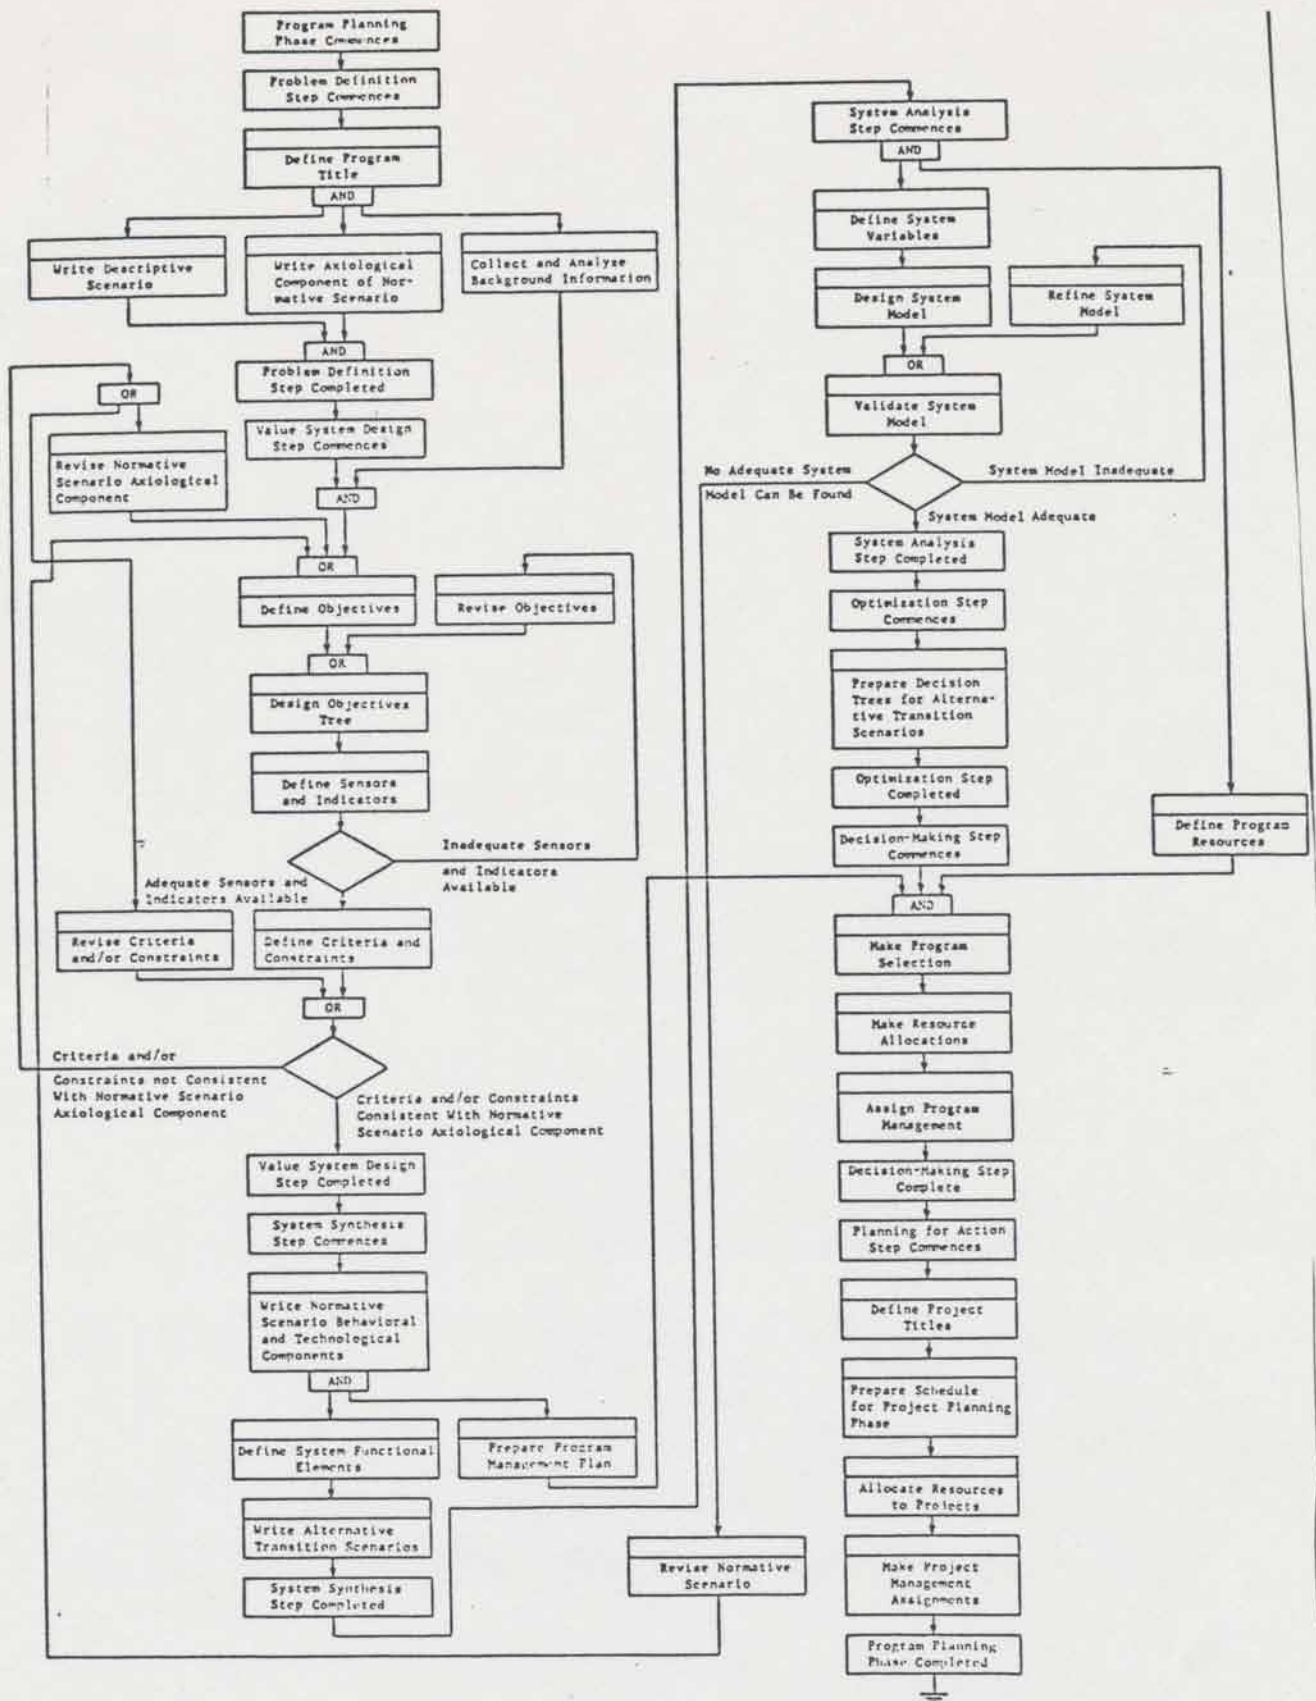 Program Planning
Phase Commences
Problem Definition
Step Commences
Define Program
Title
AND
Write Descriptive
Scenario
Write Axiological
Component of Nor-
mative Scenario
Collect and Analyze
Background Information
AND
Problem Definition
Step Completed
OR
Value System Design
Step Commences
Revise Normative
Scenario Axiological
Component
AND
OR
Define Objectives
Revise Objectives
OR
Design Objectives
Tree
Define Sensors
and Indicators
Inadequate Sensors
and Indicators
Available
Adequate Sensors and
Indicators Available
Revise Criteria
and/or Constraints
Define Criteria and
Constraints
OR
Criteria and/or
Constraints not Consistent
With Normative Scenario
Axiological Component
Criteria and/or Constraints
Consistent With Normative
Scenario Axiological Component
Value System Design
Step Completed
System Synthesis
Step Commences
Write Normative
Scenario Behavioral
and Technological
Components
AND
Define System Functional
Elements
Prepare Program
Management Plan
Write Alternative
Transition Scenarios
System Synthesis
Step Completed
Revise Normative
Scenario
System Analysis
Step Commences
AND
Define System
Variables
Design System
Model
Refine System
Model
OR
Validate System
Model
No Adequate System
Model Can Be Found
System Model Inadequate
System Model Adequate
System Analysis
Step Completed
Optimization Step
Commences
Prepare Decision
Trees for Alterna-
tive Transition
Scenarios
Optimization Step
Completed
Decision-Making Step
Commences
Define Program
Resources
AND
Make Program
Selection
Make Resource
Allocations
Assign Program
Management
Decision-Making Step
Complete
Planning for Action
Step Commences
Define Project
Titles
Prepare Schedule
for Project Planning
Phase
Allocate Resources
to Projects
Make Project
Management
Assignments
Program Planning
Phase Completed